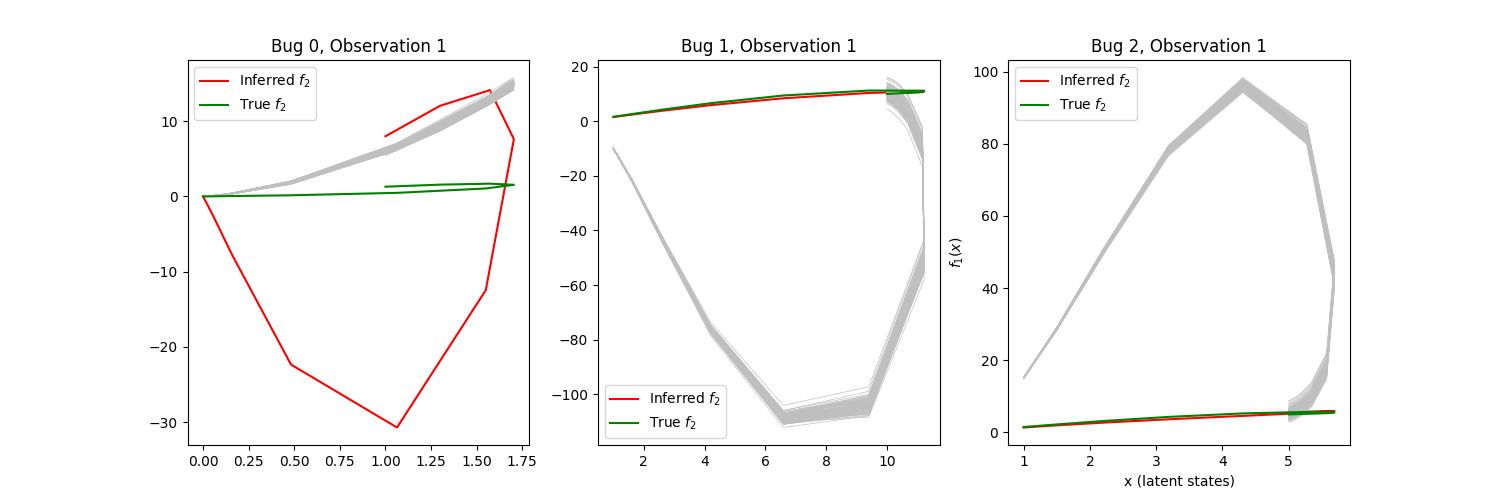 Bug 0, Observation 1
Inferred f₂
True f₂
10
0
−10
−20
−30
0.00 0.25 0.50 0.75 1.00 1.25 1.50 1.75
Bug 1, Observation 1
20
0
−20
−40
−60
−80
−100
Inferred f₂
True f₂
2 4 6 8 10
Bug 2, Observation 1
Inferred f₂
True f₂
100
80
60
40
20
0
f₁(x)
1 2 3 4 5
x (latent states)